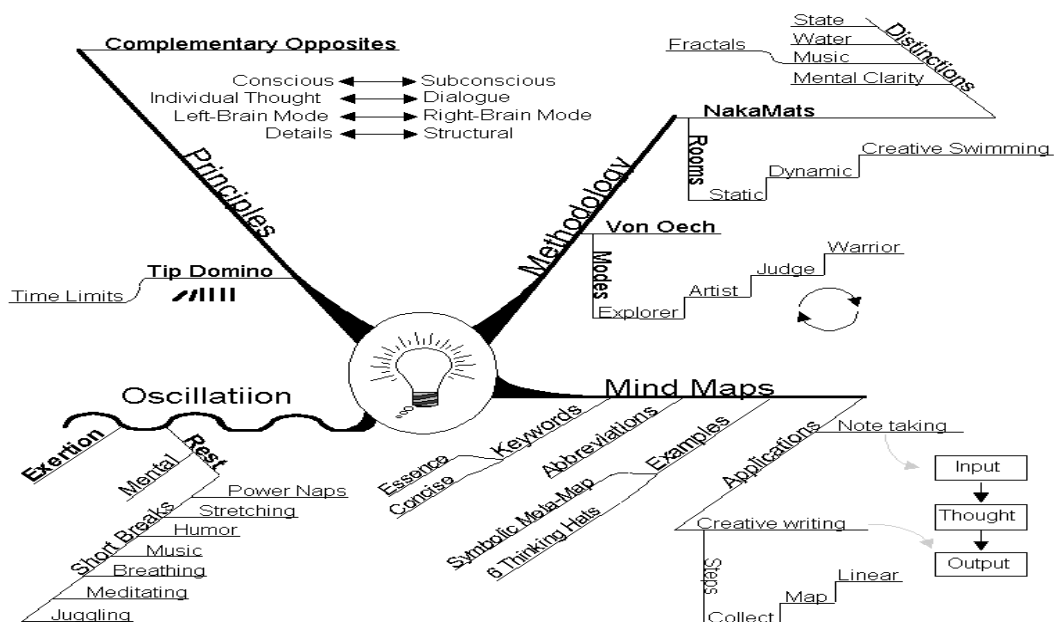 Complementary Opposites
Conscious Subconscious
Individual Thought Dialogue
Left-Brain Mode Right-Brain Mode
Details Structural
Principles
Tip Domino
Time Limits
Methodology
NakaMats
Distinctions
State
Water
Fractals
Music
Mental Clarity
Rooms
Static
Dynamic
Creative Swimming
Von Oech
Modes
Explorer
Artist
Judge
Warrior
Oscillatiion
Exertion
Rest
Mental
Short Breaks
Power Naps
Stretching
Humor
Music
Breathing
Meditating
Juggling
Mind Maps
Keywords
Essence
Concise
Abbreviations
Examples
Symbolic Meta-Map
6 Thinking Hats
Applications
Note taking
Creative writing
Steps
Collect
Map
Linear
Input
Thought
Output